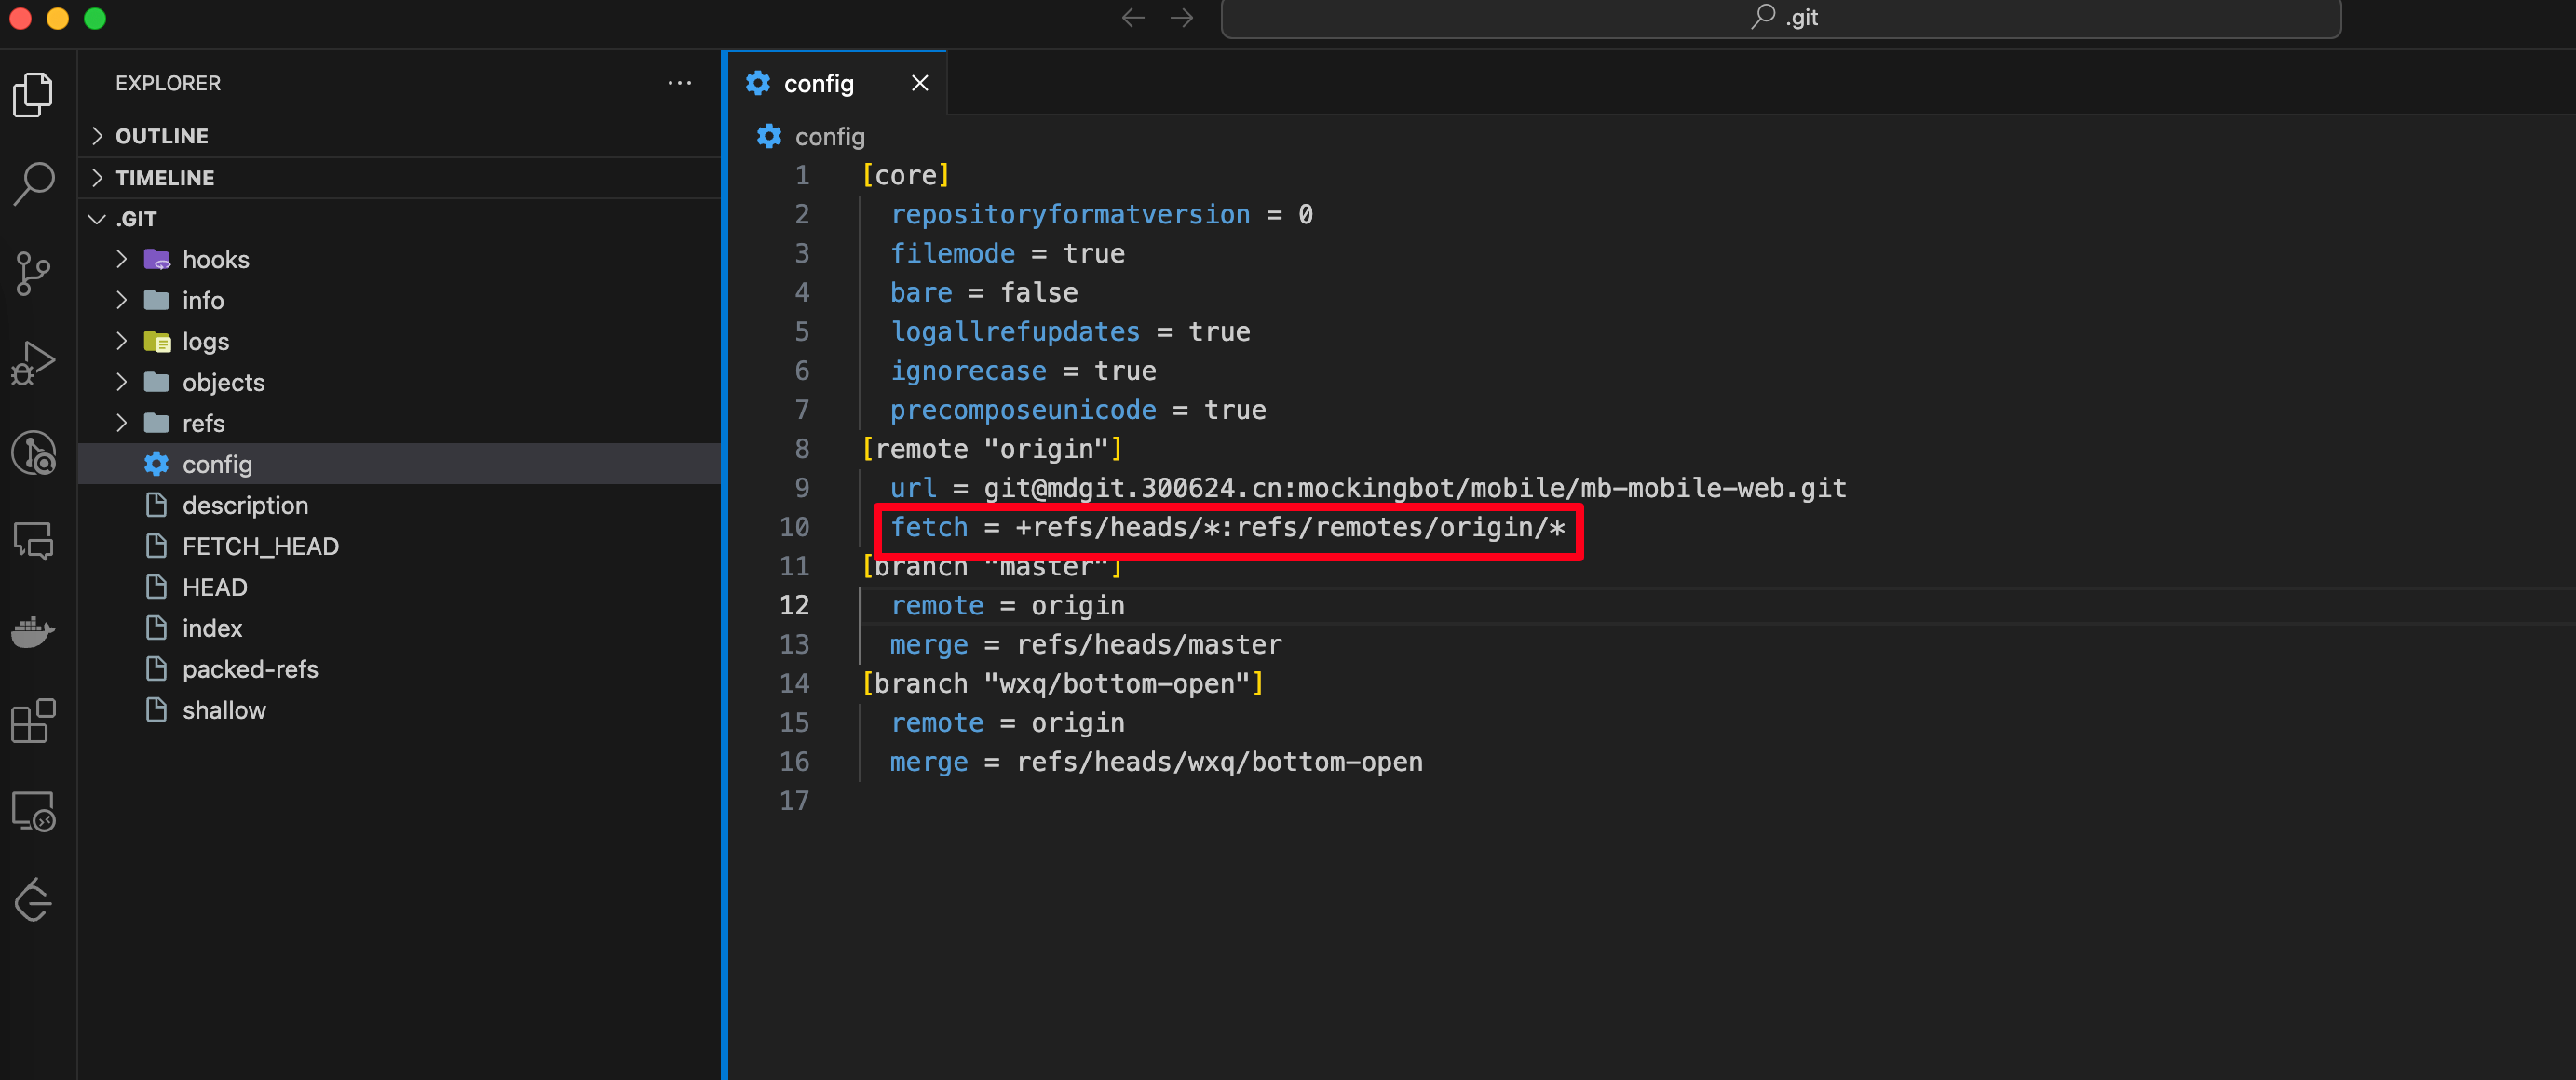 .git
EXPLORER
OUTLINE
TIMELINE
.GIT
hooks
info
logs
objects
refs
config
description
FETCH_HEAD
HEAD
index
packed-refs
shallow
config
config
1 [core]
2 repositoryformatversion = 0
3 filemode = true
4 bare = false
5 logallrefupdates = true
6 ignorecase = true
7 precomposeunicode = true
8 [remote "origin"]
9 url = git@mdgit.300624.cn:mockingbot/mobile/mb-mobile-web.git
10 fetch = +refs/heads/*:refs/remotes/origin/*
11 [branch "master"]
12 remote = origin
13 merge = refs/heads/master
14 [branch "wxq/bottom-open"]
15 remote = origin
16 merge = refs/heads/wxq/bottom-open
17